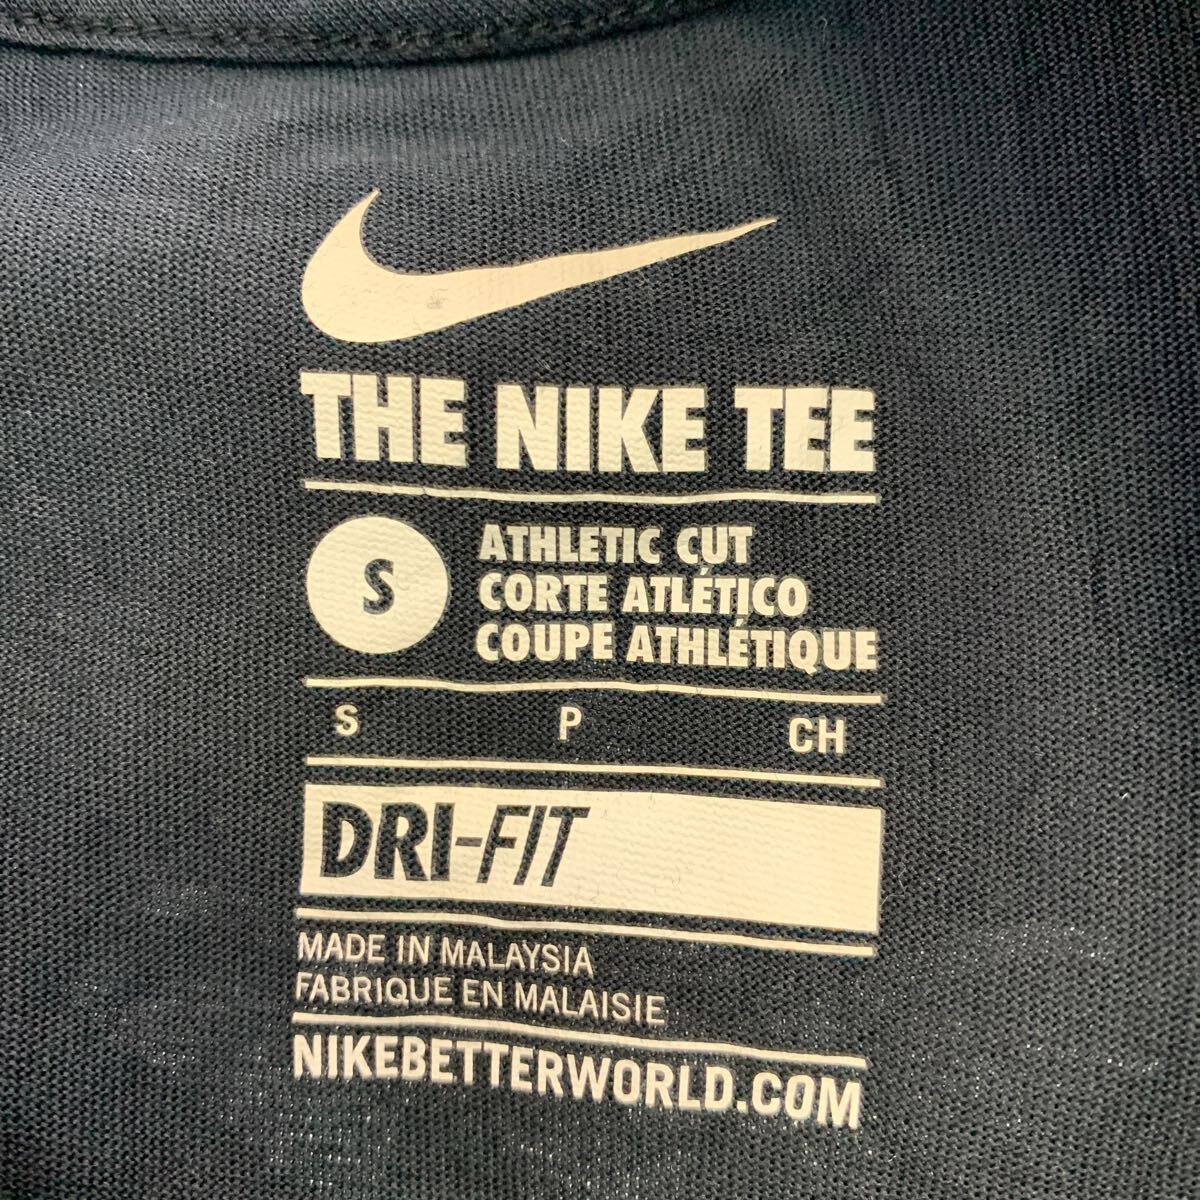 THE NIKE TEE
S
ATHLETIC CUT
CORTE ATLÉTICO
COUPE ATHLÉTIQUE
S P CH
DRI-FIT
MADE IN MALAYSIA
FABRIQUE EN MALAISIE
NIKEBETTERWORLD.COM